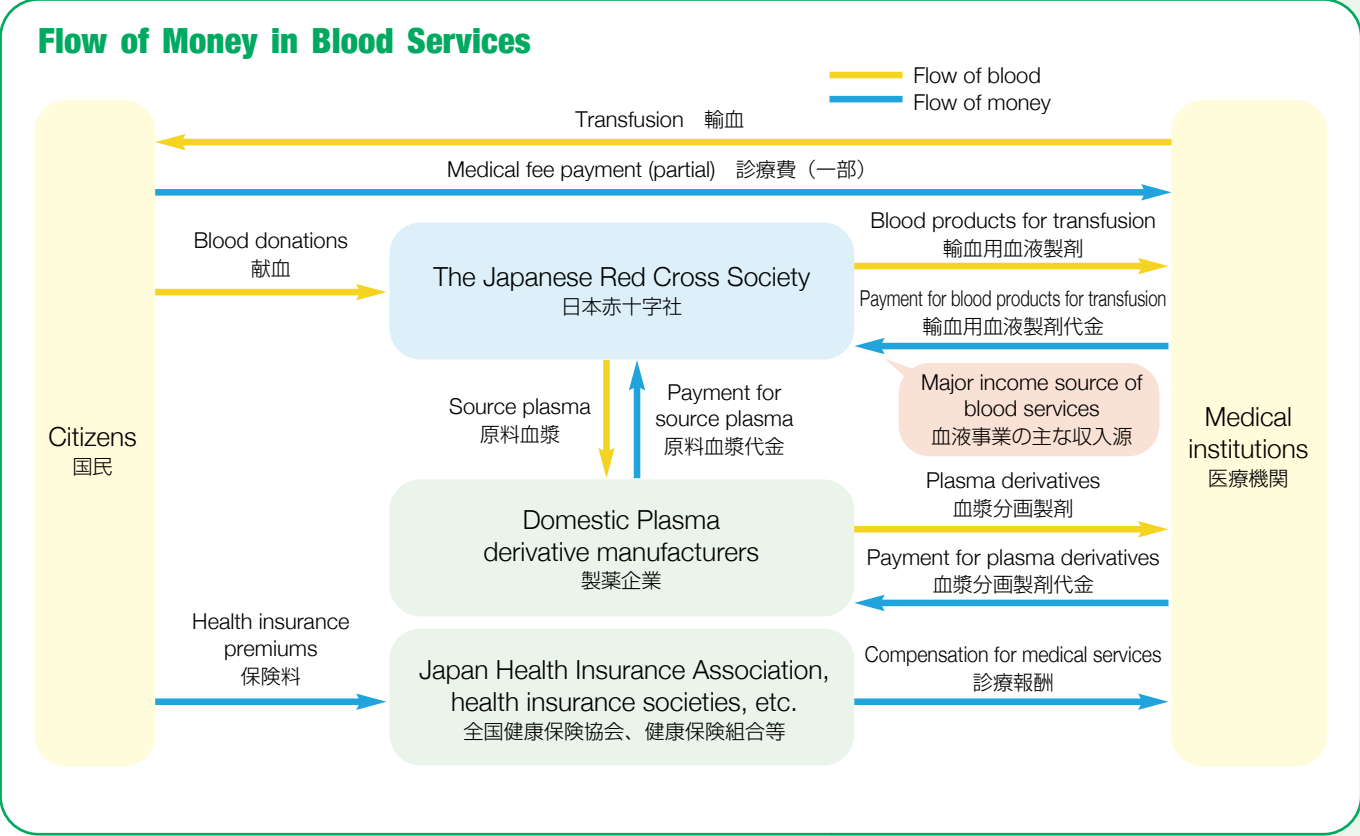 Flow of Money in Blood Services
Flow of blood
Flow of money
Transfusion 輸血
Medical fee payment (partial) 診療費（一部）
Blood donations
献血
The Japanese Red Cross Society
日本赤十字社
Blood products for transfusion
輸血用血液製剤
Payment for blood products for transfusion
輸血用血液製剤代金
Major income source of
blood services
血液事業の主な収入源
Source plasma
原料血漿
Payment for
source plasma
原料血漿代金
Citizens
国民
Medical
institutions
医療機関
Domestic Plasma
derivative manufacturers
製薬企業
Plasma derivatives
血漿分画製剤
Payment for plasma derivatives
血漿分画製剤代金
Health insurance
premiums
保険料
Japan Health Insurance Association,
health insurance societies, etc.
全国健康保険協会、健康保険組合等
Compensation for medical services
診療報酬